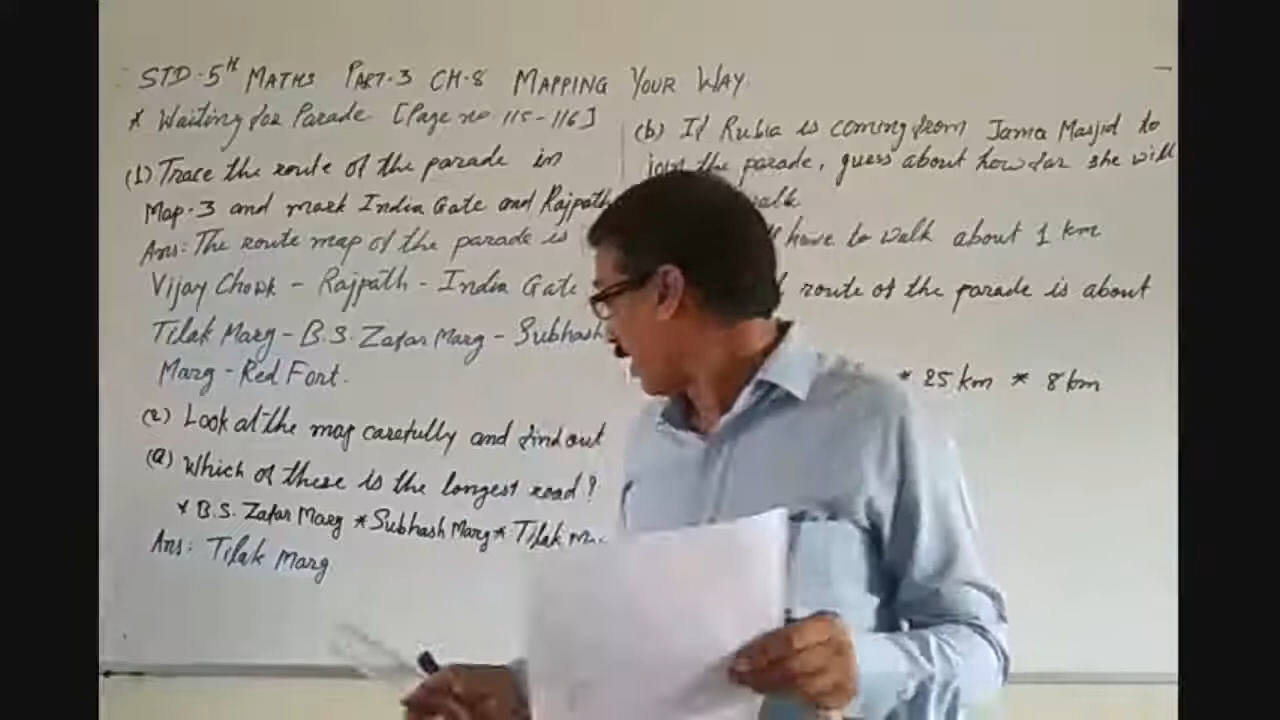 STD-5TH MATHS PART-3 CH-8 MAPPING YOUR WAY.
* Waiting for Parade [Page no 115-116]
(1) Trace the route of the parade in
Map-3 and mark India Gate and Rajpath
Ans: The route map of the parade is
Vijay Chowk - Rajpath - India Gate
Tilak Marg - B.S. Zafar Marg - Subhash
Marg - Red Fort.
(2) Look at the map carefully and find out
(a) Which of these is the longest road?
* B.S. Zafar Marg * Subhash Marg * Tilak
Ans: Tilak Marg
(b) If Rubia is coming from Jama Masjid to
join the parade, guess about how far she will
walk
have to walk about 1 km
route of the parade is about
* 25 km * 8 km